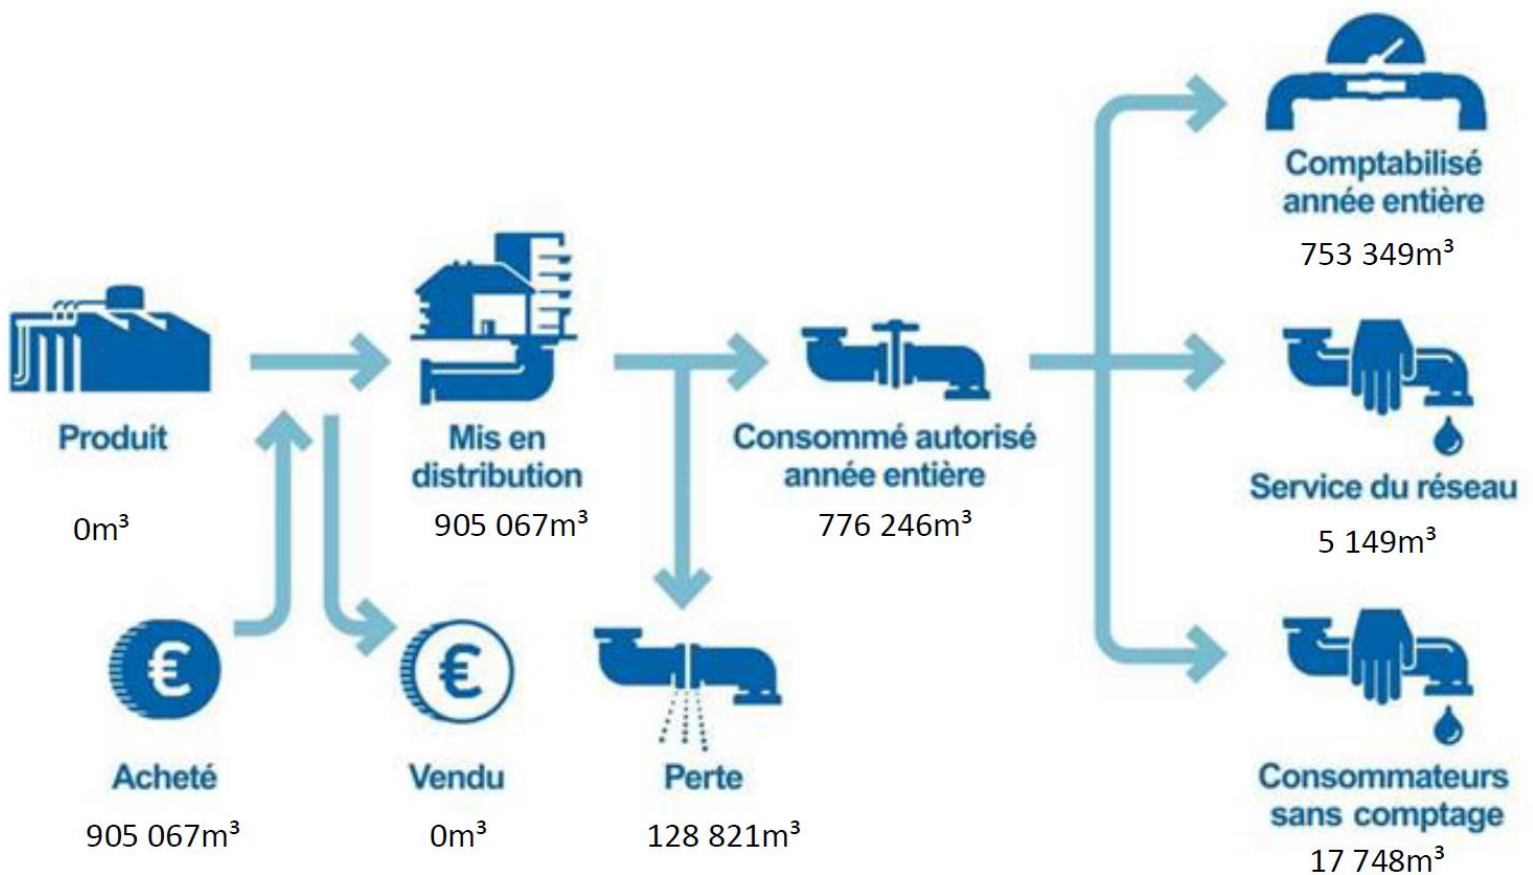 Comptabilisé
année entière
753 349m³
Produit
0m³
Mis en
distribution
905 067m³
Consommé autorisé
année entière
776 246m³
Service du réseau
5 149m³
€
Acheté
905 067m³
€
Vendu
0m³
Perte
128 821m³
Consommateurs
sans comptage
17 748m³